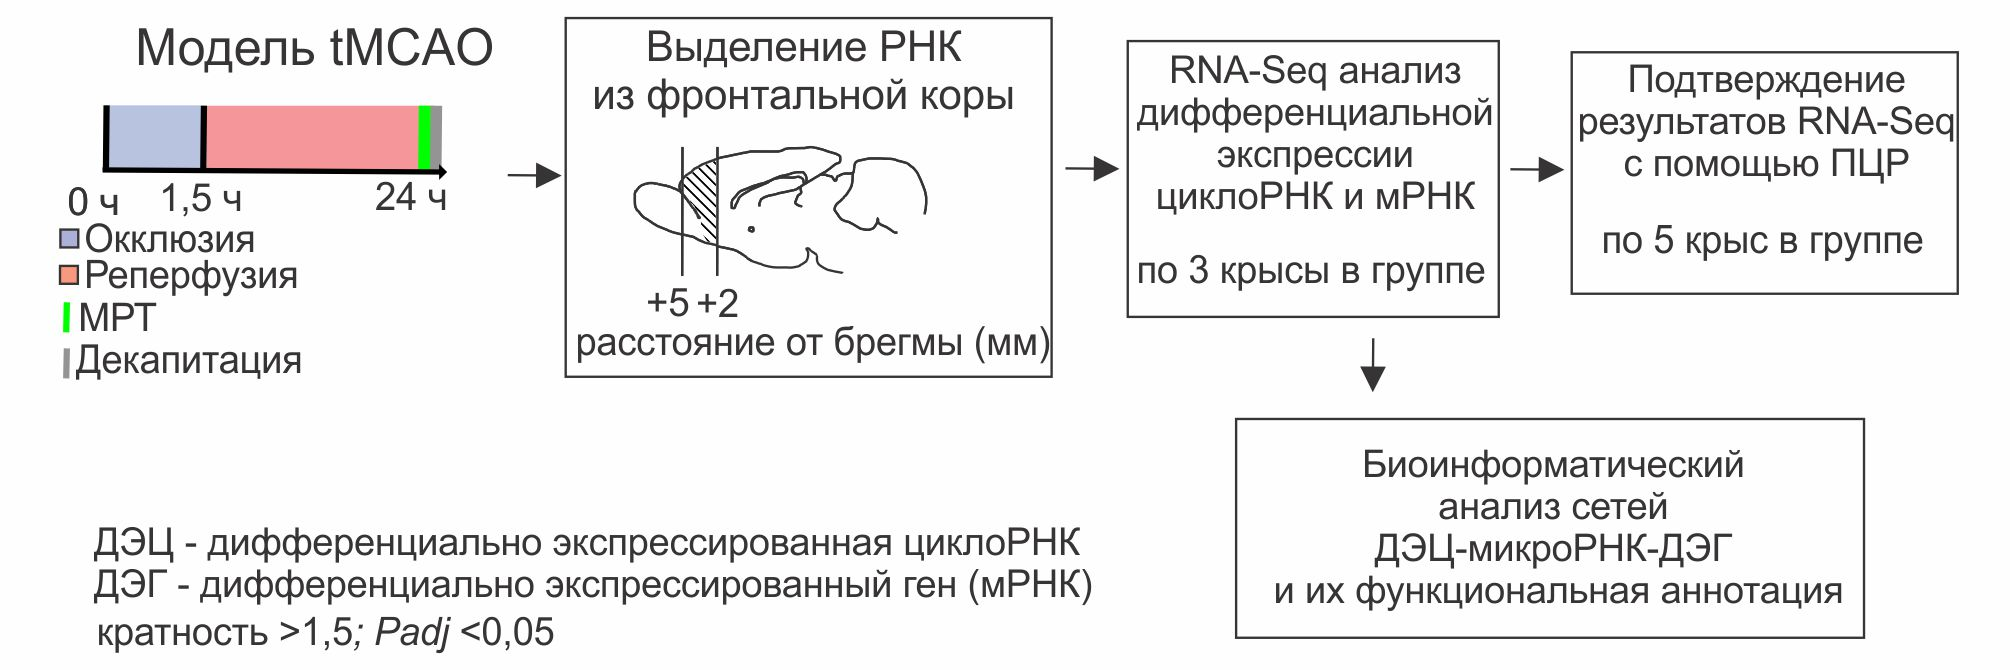 Модель tMCAO
0 ч 1,5 ч 24 ч
Окклюзия
Реперфузия
МРТ
Декапитация
Выделение РНК
из фронтальной коры
+5 +2
расстояние от брегмы (мм)
RNA-Seq анализ
дифференциальной
экспрессии
циклоРНК и мРНК
по 3 крысы в группе
Подтверждение
результатов RNA-Seq
с помощью ПЦР
по 5 крыс в группе
Биоинформатический
анализ сетей
ДЭЦ-микроРНК-ДЭГ
и их функциональная аннотация
ДЭЦ - дифференциально экспрессированная циклоРНК
ДЭГ - дифференциально экспрессированный ген (мРНК)
кратность >1,5; Padj <0,05